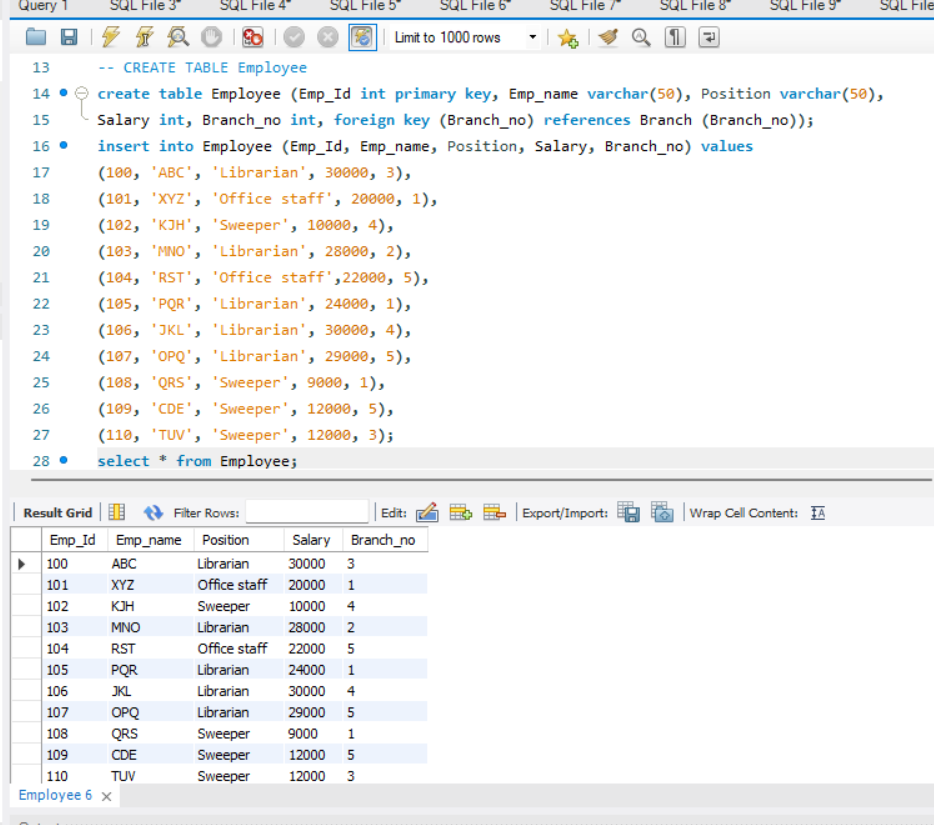 Query 1 SQL File 3* SQL File 4* SQL File 5* SQL File 6* SQL File 7* SQL File 8* SQL File 9* SQL File
Limit to 1000 rows
13 -- CREATE TABLE Employee
14 create table Employee (Emp_Id int primary key, Emp_name varchar(50), Position varchar(50),
15 Salary int, Branch_no int, foreign key (Branch_no) references Branch (Branch_no));
16 insert into Employee (Emp_Id, Emp_name, Position, Salary, Branch_no) values
17 (100, 'ABC', 'Librarian', 30000, 3),
18 (101, 'XYZ', 'Office staff', 20000, 1),
19 (102, 'KJH', 'Sweeper', 10000, 4),
20 (103, 'MNO', 'Librarian', 28000, 2),
21 (104, 'RST', 'Office staff',22000, 5),
22 (105, 'PQR', 'Librarian', 24000, 1),
23 (106, 'JKL', 'Librarian', 30000, 4),
24 (107, 'OPQ', 'Librarian', 29000, 5),
25 (108, 'QRS', 'Sweeper', 9000, 1),
26 (109, 'CDE', 'Sweeper', 12000, 5),
27 (110, 'TUV', 'Sweeper', 12000, 3);
28 select * from Employee;
Result Grid Filter Rows: Edit: Export/Import: Wrap Cell Content: IA
Emp_Id Emp_name Position Salary Branch_no
100 ABC Librarian 30000 3
101 XYZ Office staff 20000 1
102 KJH Sweeper 10000 4
103 MNO Librarian 28000 2
104 RST Office staff 22000 5
105 PQR Librarian 24000 1
106 JKL Librarian 30000 4
107 OPQ Librarian 29000 5
108 QRS Sweeper 9000 1
109 CDE Sweeper 12000 5
110 TUV Sweeper 12000 3
Employee 6